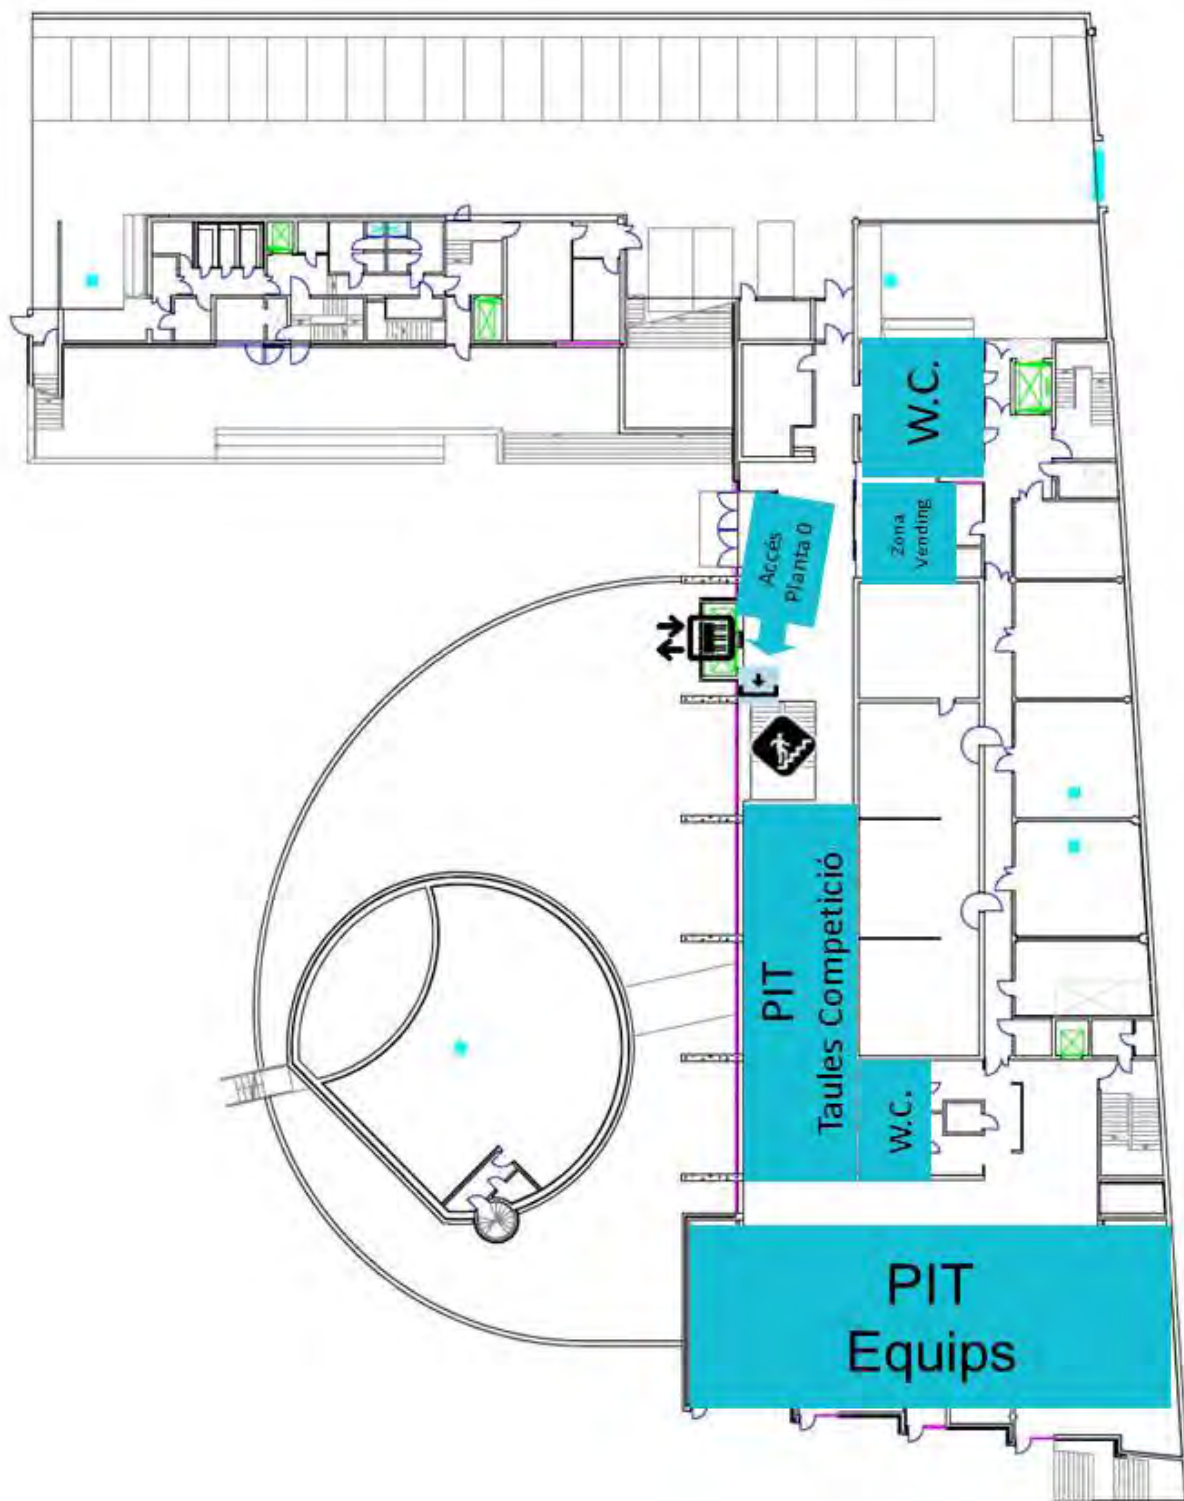 W.C.
Zona
Vending
Accés
Planta 0
PIT
Taules Competició
W.C.
PIT
Equips